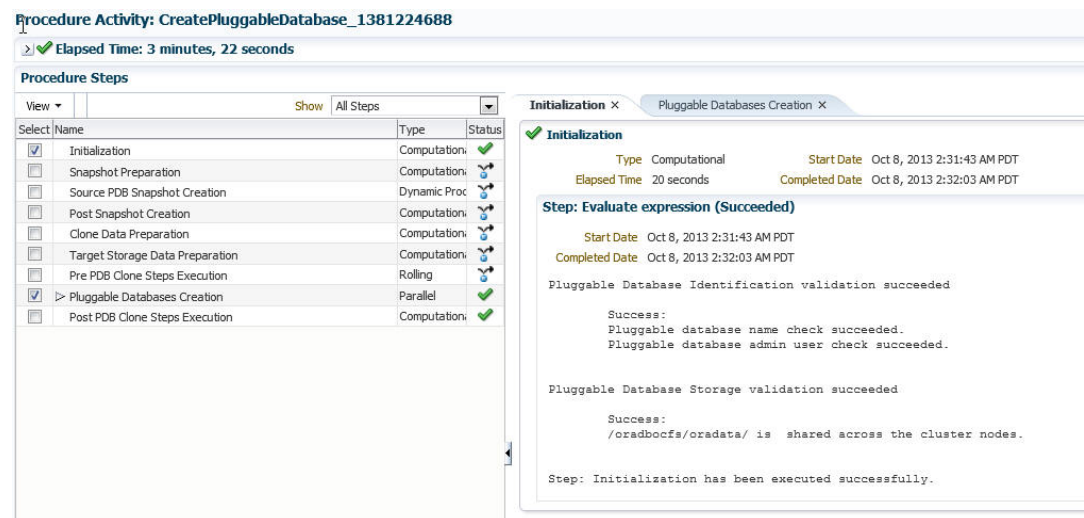 Procedure Activity: CreatePluggableDatabase_1381224688
Elapsed Time: 3 minutes, 22 seconds
Procedure Steps
View
Show All Steps
Select Name Type Status
Initialization Computation
Snapshot Preparation Computation
Source PDB Snapshot Creation Dynamic Proc
Post Snapshot Creation Computation
Clone Data Preparation Computation
Target Storage Data Preparation Computation
Pre PDB Clone Steps Execution Rolling
Pluggable Databases Creation Parallel
Post PDB Clone Steps Execution Computation
Initialization × Pluggable Databases Creation ×
Initialization
Type Computational Start Date Oct 8, 2013 2:31:43 AM PDT
Elapsed Time 20 seconds Completed Date Oct 8, 2013 2:32:03 AM PDT
Step: Evaluate expression (Succeeded)
Start Date Oct 8, 2013 2:31:43 AM PDT
Completed Date Oct 8, 2013 2:32:03 AM PDT
Pluggable Database Identification validation succeeded
Success:
Pluggable database name check succeeded.
Pluggable database admin user check succeeded.
Pluggable Database Storage validation succeeded
Success:
/oradbocfs/oradata/ is shared across the cluster nodes.
Step: Initialization has been executed successfully.